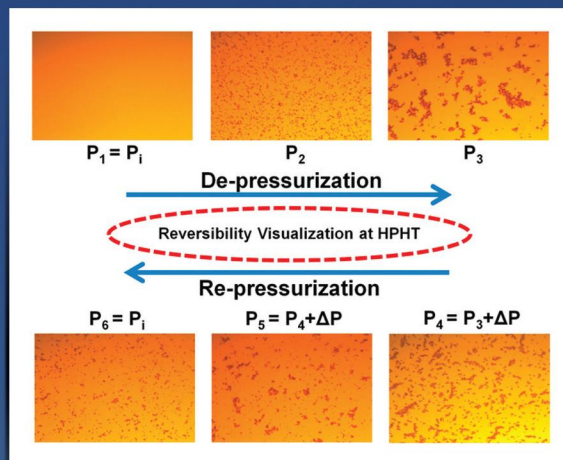 P₁ = Pᵢ
P₂
P₃
De-pressurization
Reversibility Visualization at HPHT
Re-pressurization
P₆ = Pᵢ
P₅ = P₄+ΔP
P₄ = P₃+ΔP